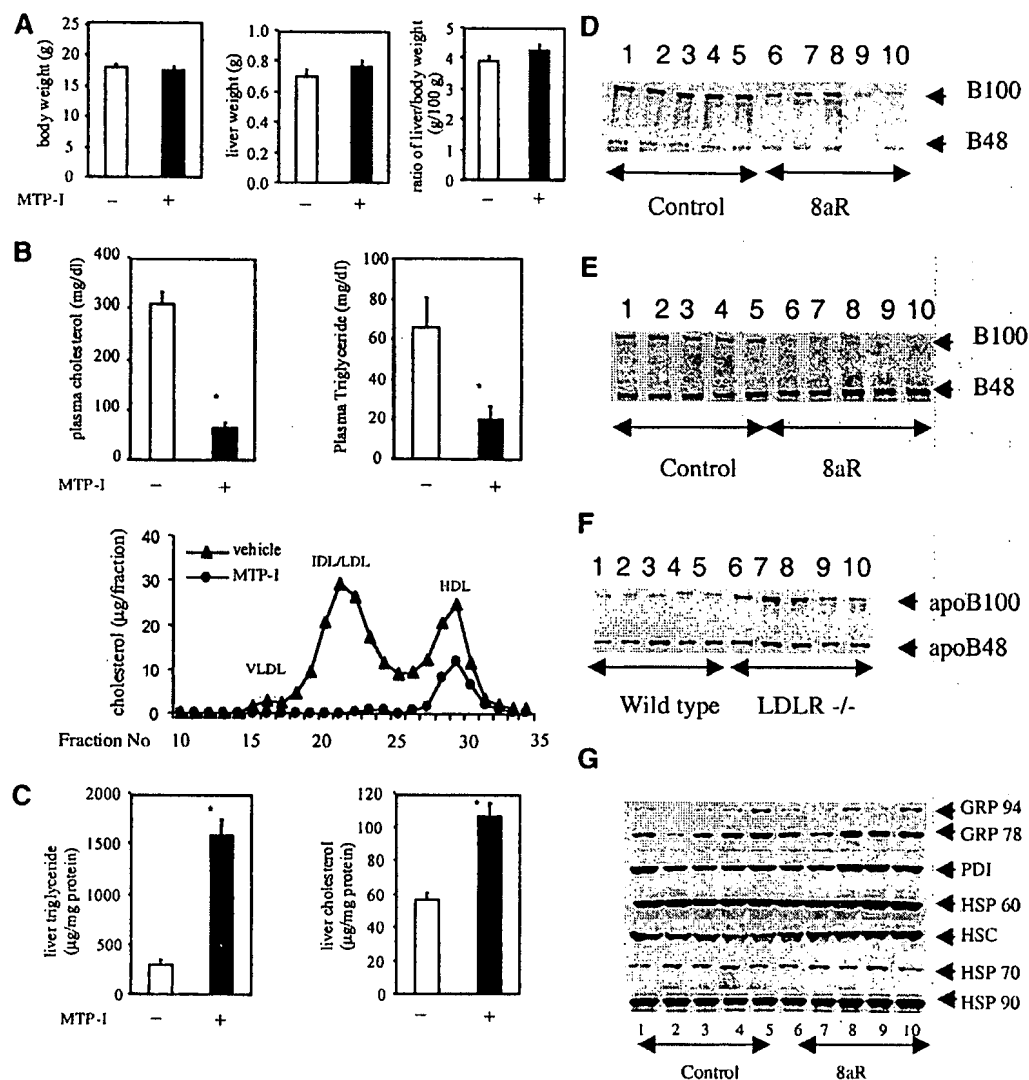 A
body weight (g)
25
20
15
10
5
0
MTP-I
–
+
liver weight (g)
1.0
0.8
0.6
0.4
0.2
0.0
–
+
ratio of liver/body weight
(g/100 g)
5
4
3
2
1
0
–
+
B
plasma cholesterol (mg/dl)
400
300
200
100
0
*
MTP-I
–
+
Plasma Triglyceride (mg/dl)
100
80
60
40
20
0
–
+
cholesterol (µg/fraction)
40
30
20
10
0
vehicle
MTP-I
VLDL
IDL/LDL
HDL
Fraction No
10
15
20
25
30
35
C
liver triglyceride
(µg/mg protein)
2000
1500
1000
500
0
*
MTP-I
–
+
liver cholesterol
(µg/mg protein)
120
100
80
60
40
20
0
*
–
+
D
1 2 3 4 5 6 7 8 9 10
B100
B48
Control
8aR
E
1 2 3 4 5 6 7 8 9 10
B100
B48
Control
8aR
F
1 2 3 4 5 6 7 8 9 10
apoB100
apoB48
Wild type
LDLR -/-
G
GRP 94
GRP 78
PDI
HSP 60
HSC
HSP 70
HSP 90
1 2 3 4 5 6 7 8 9 10
Control
8aR